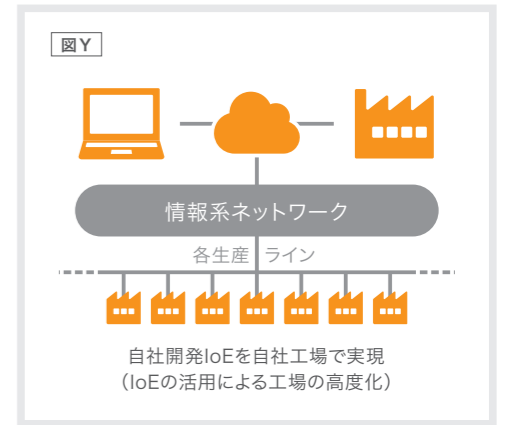 図Y
情報系ネットワーク
各生産 ライン
自社開発IoEを自社工場で実現
（IoEの活用による工場の高度化）